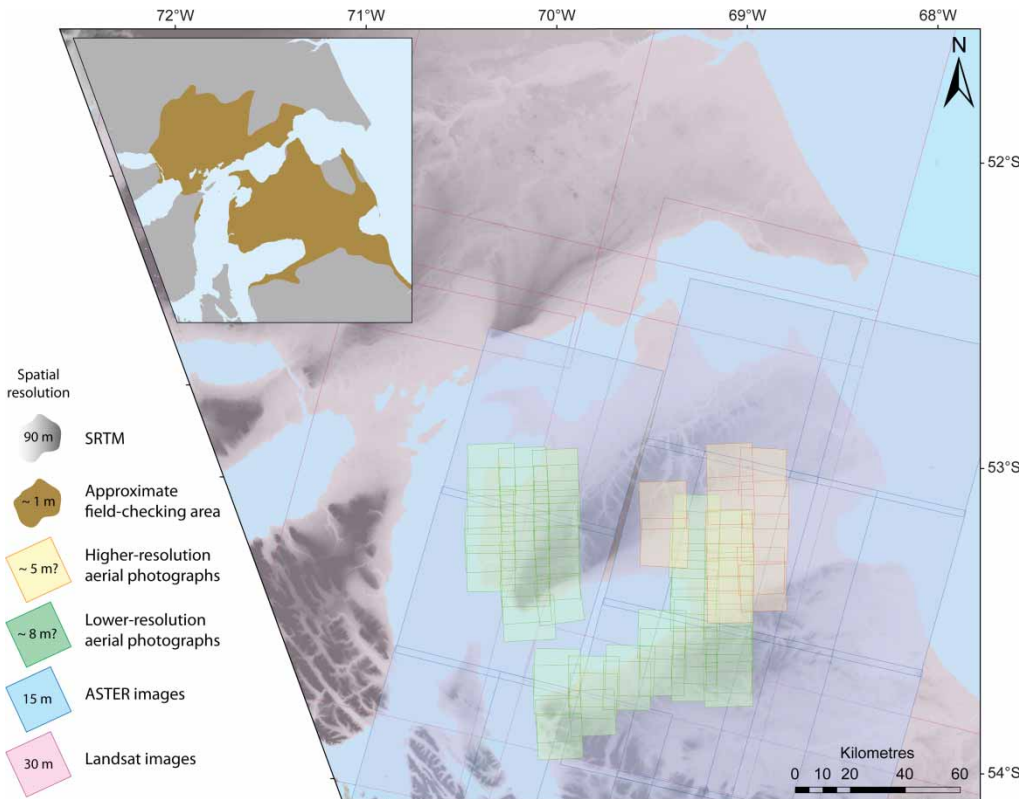 72°W
71°W
70°W
69°W
68°W
N
52°S
53°S
54°S
Spatial
resolution
90 m
SRTM
~ 1 m
Approximate
field-checking area
~ 5 m?
Higher-resolution
aerial photographs
~ 8 m?
Lower-resolution
aerial photographs
15 m
ASTER images
30 m
Landsat images
Kilometres
0 5 10 20 40 60